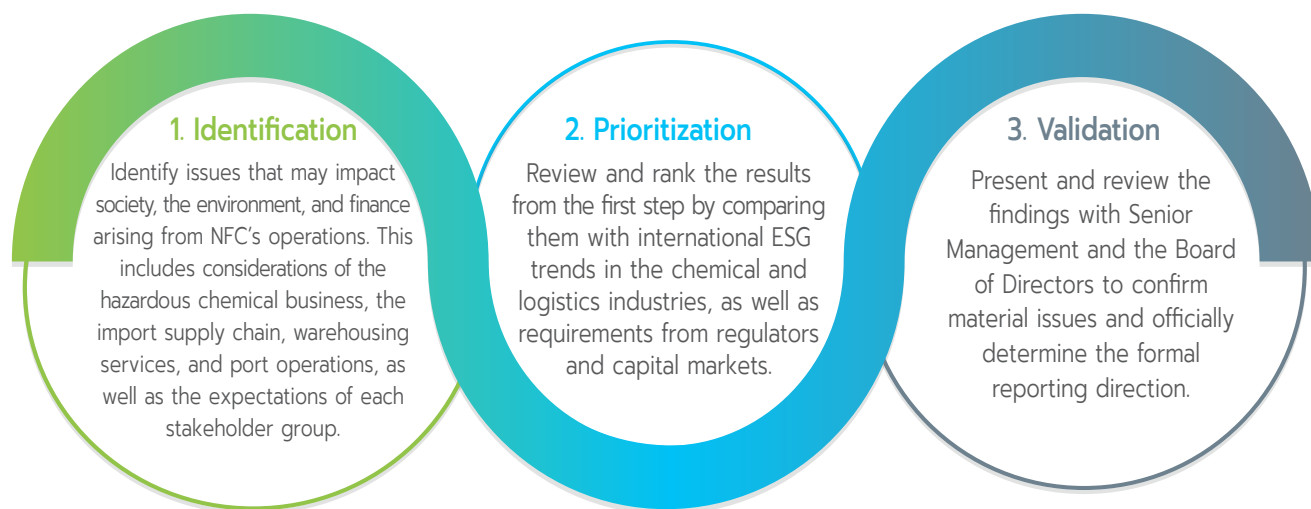 1. Identification
Identify issues that may impact
society, the environment, and finance
arising from NFC's operations. This
includes considerations of the
hazardous chemical business, the
import supply chain, warehousing
services, and port operations, as
well as the expectations of each
stakeholder group.
2. Prioritization
Review and rank the results
from the first step by comparing
them with international ESG
trends in the chemical and
logistics industries, as well as
requirements from regulators
and capital markets.
3. Validation
Present and review the
findings with Senior
Management and the Board
of Directors to confirm
material issues and officially
determine the formal
reporting direction.